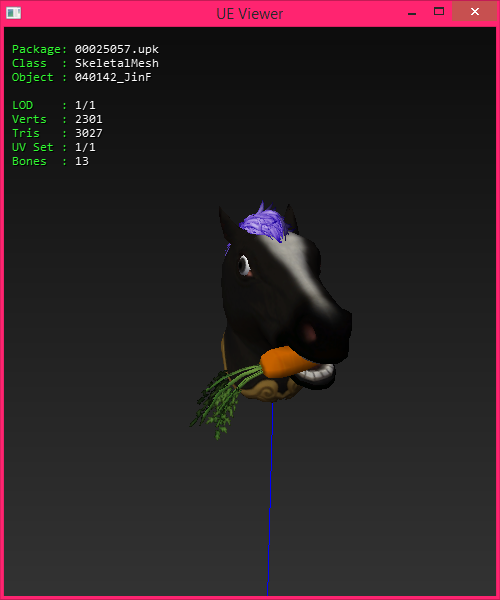 UE Viewer
Package: 00025057.upk
Class : SkeletalMesh
Object : 040142_JinF
LOD : 1/1
Verts : 2301
Tris : 3027
UV Set : 1/1
Bones : 13